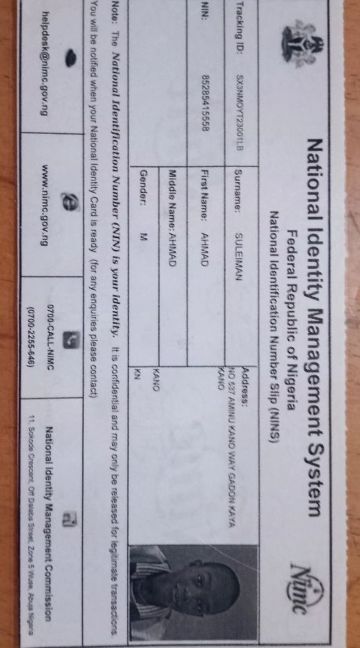 National Identity Management System
Federal Republic of Nigeria
National Identification Number Slip (NINS)
Nimc
Tracking ID: SX3NM0YT23001LB
Surname: SULEIMAN
Address:
NO 537 AMINU KANO WAY GADON KAYA
KANO
NIN: 85285415558
First Name: AHMAD
Middle Name: AHMAD
KANO
Gender: M
KN
Note: The National Identification Number (NIN) is your identity. It is confidential and may only be released for legitimate transactions.
You will be notified when your National Identity Card is ready (for any enquiries please contact)
helpdesk@nimc.gov.ng
www.nimc.gov.ng
0700-CALL-NIMC
(0700-2255-646)
National Identity Management Commission
11, Sokode Crescent, Off Dalaba Street, Zone 5 Wuse, Abuja Nigeria